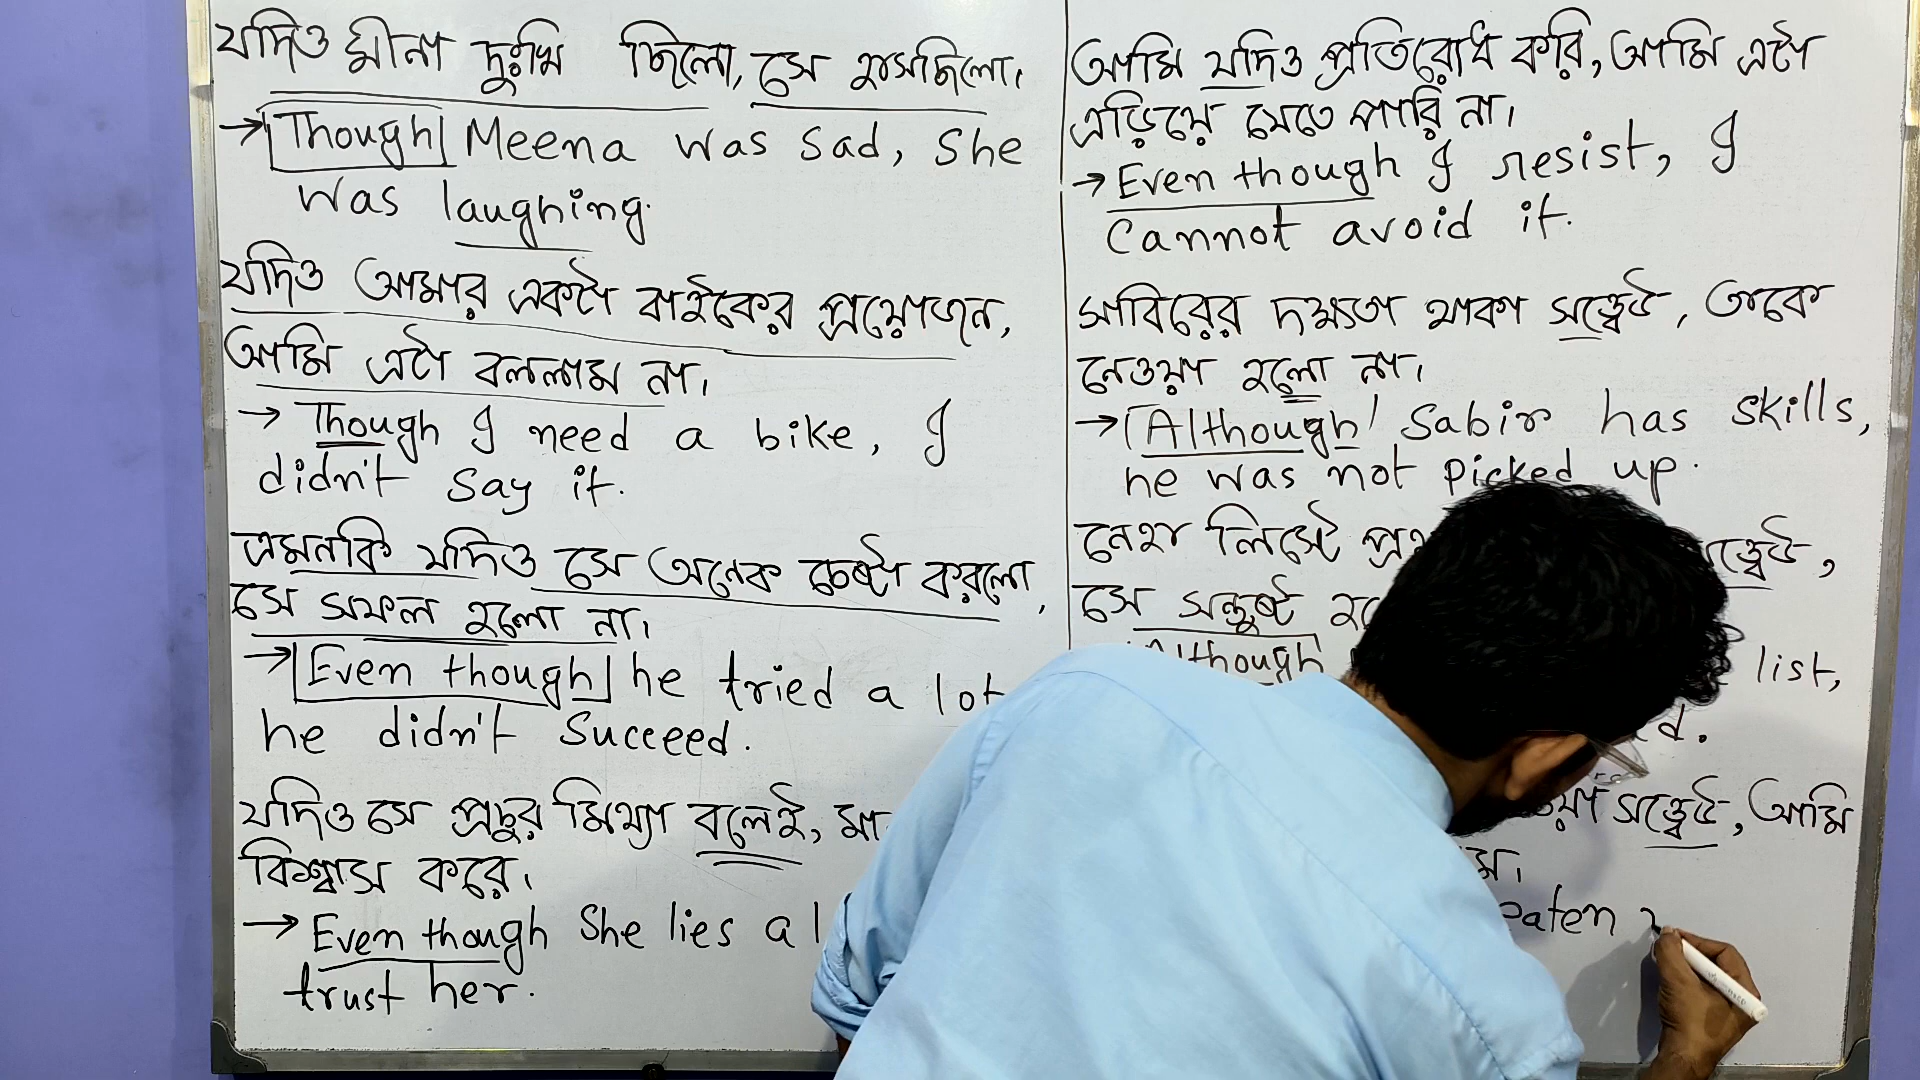 যদিও মীনা দুঃখি ছিলো, সে হাসছিলো।
→ Though Meena was sad, she
was laughing.
যদিও আমার একটা বাইকের প্রয়োজন,
আমি এটা বললাম না।
→ Though I need a bike, I
didn't say it.
এমনকি যদিও সে অনেক চেষ্টা করলো,
সে সফল হলো না।
→ Even though he tried a lot
he didn't succeed.
যদিও সে প্রচুর মিথ্যা বলেই,
বিশ্বাস করে।
→ Even though She lies a
trust her.
আমি যদিও প্রতিরোধ করি, আমি এটা
এড়িয়ে যেতে পারি না।
→ Even though I resist, I
cannot avoid it.
সাবিরের দক্ষতা থাকা সত্ত্বেও, তাকে
নেওয়া হলো না।
→ Although Sabir has skills,
he was not picked up.
নেহা লিস্টে
সে সন্তুষ্ট
Although list,
সত্ত্বেও, আমি